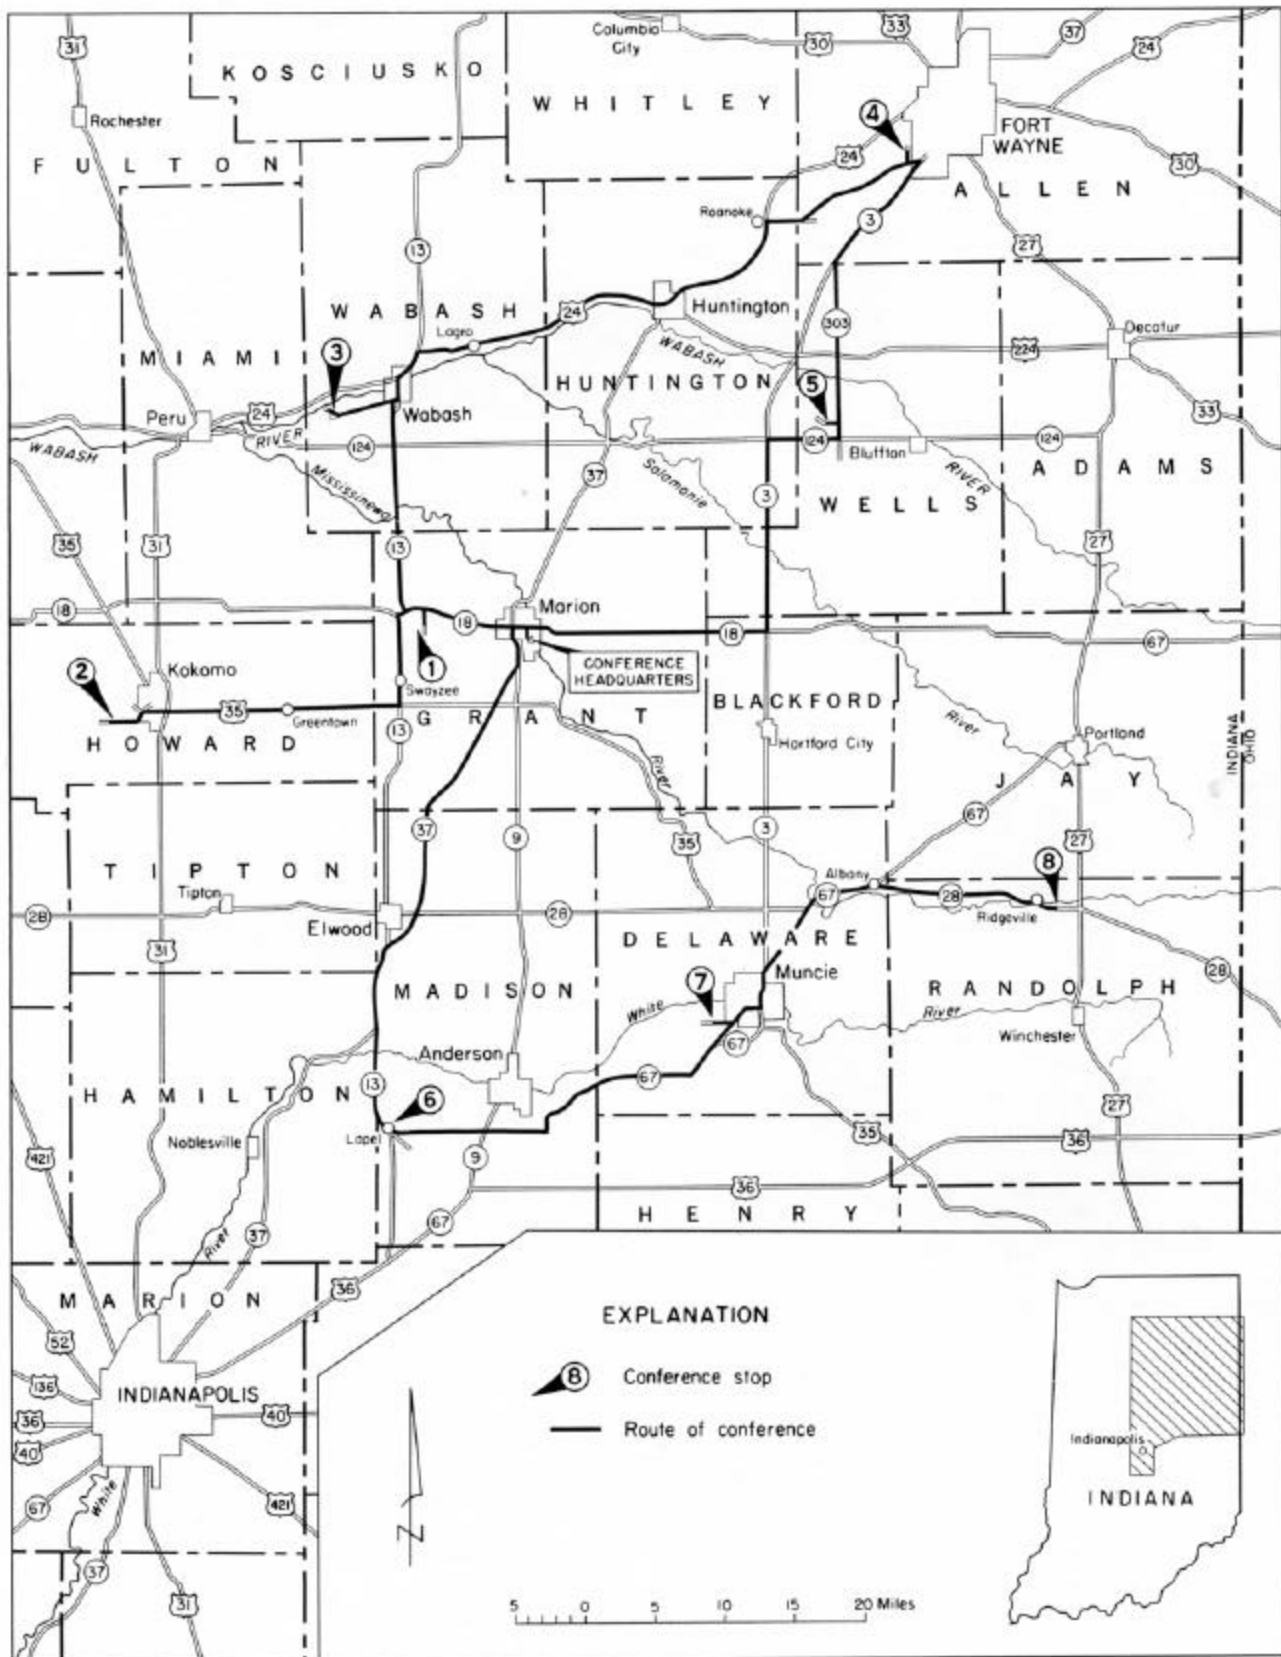 31
Columbia
City
30
33
37
24
KOSCIUSKO
WHITLEY
Rochester
FULTON
4
FORT
WAYNE
24
30
ALLEN
Roanoke
3
13
27
WABASH
24
Huntington
303
Decatur
Lagro
224
MIAMI
3
WABASH
HUNTINGTON
5
33
Peru
24
Wabash
WABASH
RIVER
124
124
Bluffton
124
RIVER
ADAMS
Mississinewa
37
Salamonie
3
WELLS
35
31
13
27
18
Marion
18
18
67
1
CONFERENCE
HEADQUARTERS
Kokomo
2
Swayzee
35
Greentown
GRANT
BLACKFORD
River
Portland
INDIANA
OHIO
HOWARD
13
Hartford City
River
JAY
67
37
9
3
35
27
TIPTON
Tipton
Albany
8
28
Elwood
28
67
28
Ridgeville
31
DELAWARE
28
MADISON
7
Muncie
RANDOLPH
White
River
Winchester
67
Anderson
67
HAMILTON
13
6
27
Lapel
Noblesville
35
36
421
9
36
HENRY
67
River
37
36
MARION
52
136
INDIANAPOLIS
36
40
40
67
White
421
37
31
EXPLANATION
8 Conference stop
Route of conference
N
5 0 5 10 15 20 Miles
Indianapolis
INDIANA